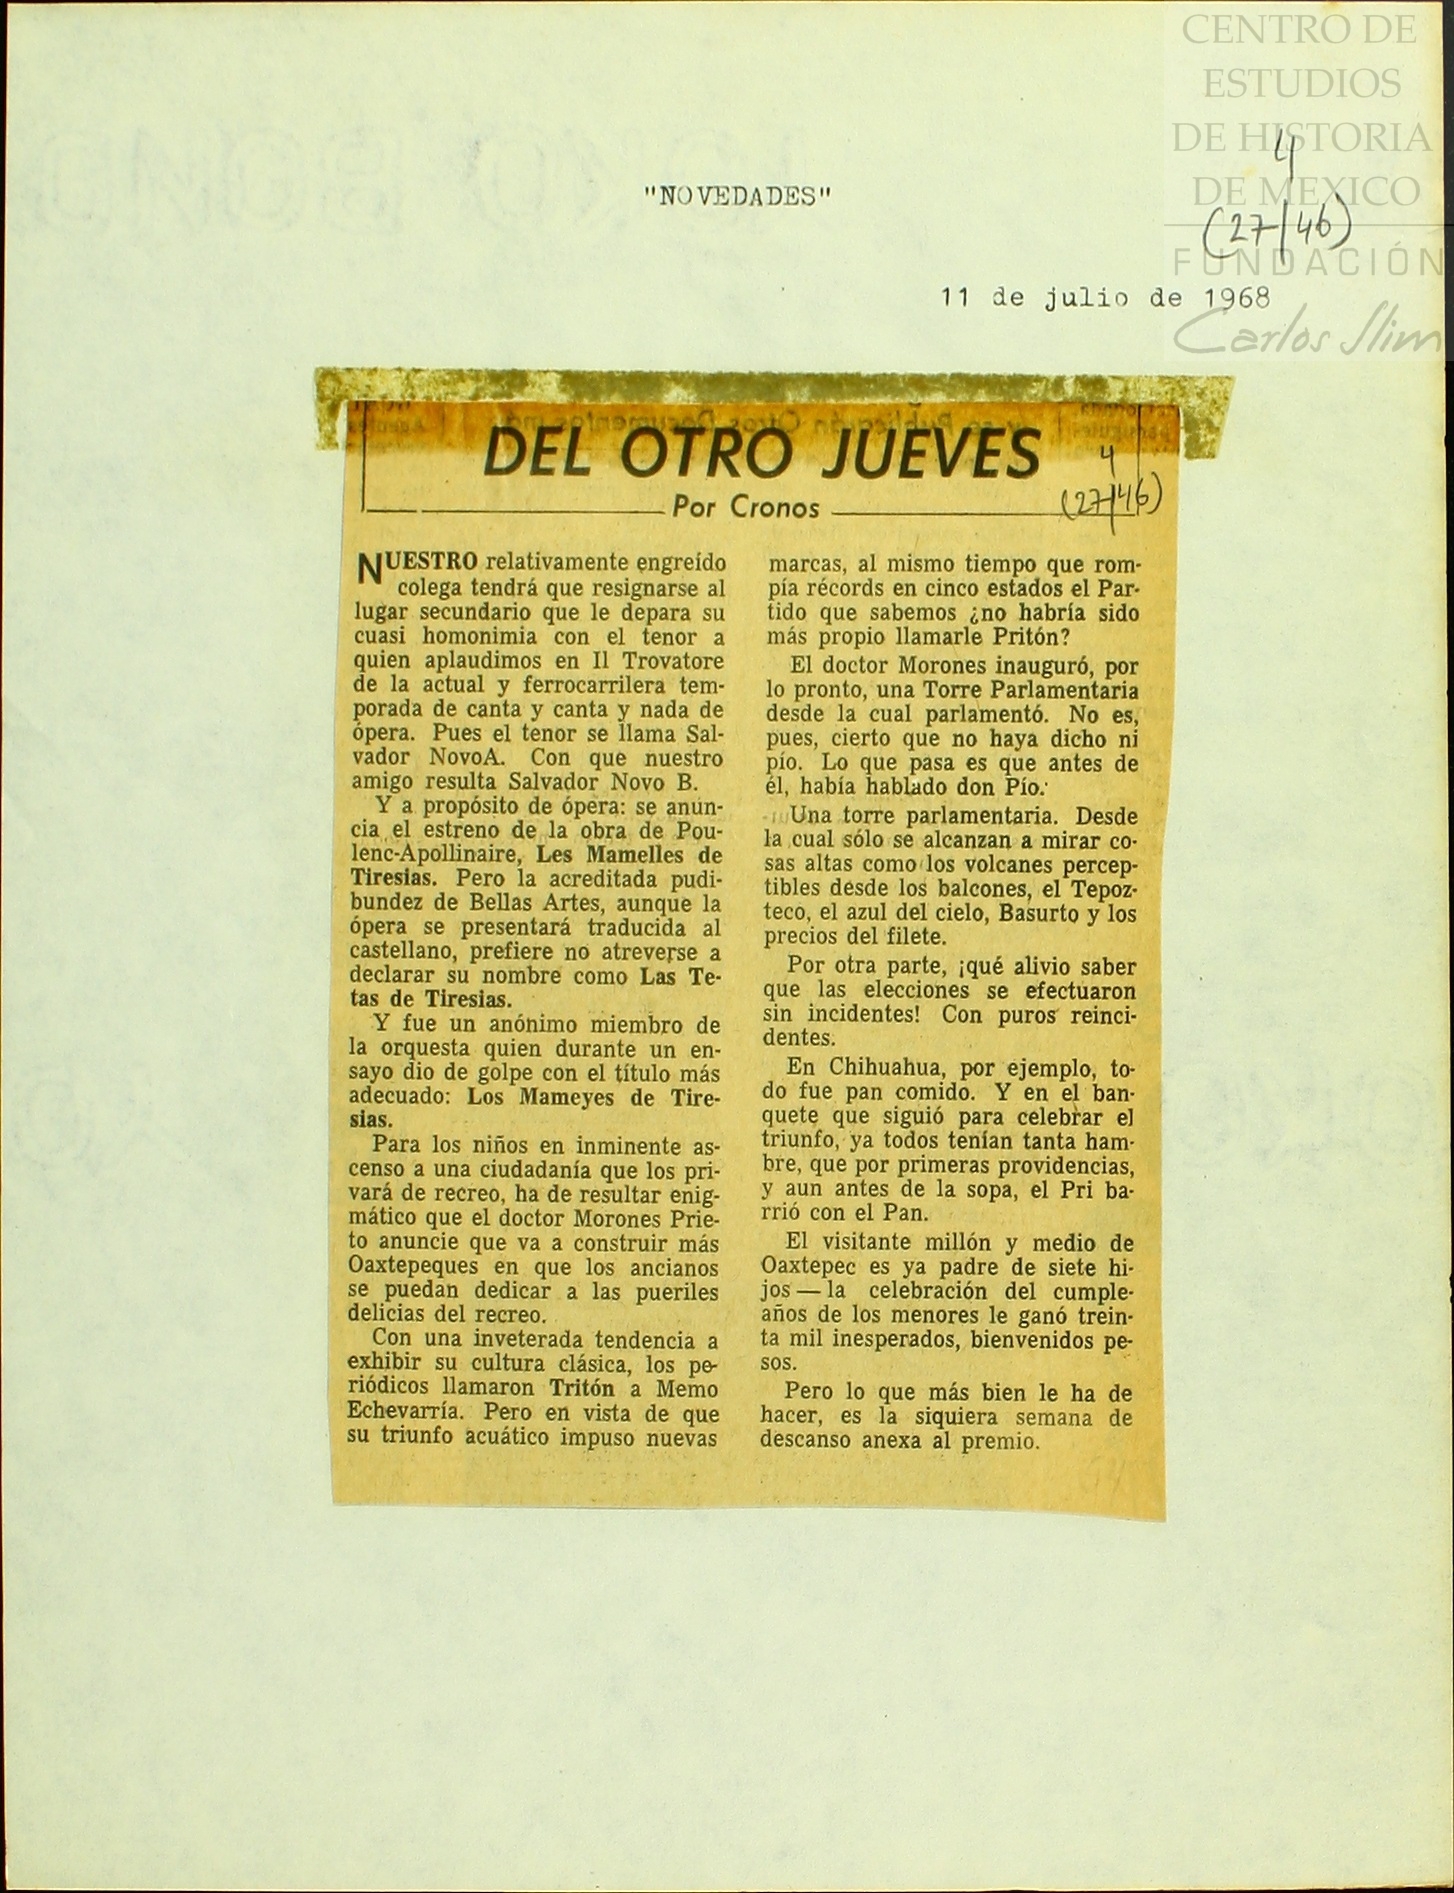 CENTRO DE
ESTUDIOS
DE HISTORIA
DE MEXICO
FUNDACIÓN
Carlos Slim
4
(27/46)
"NOVEDADES"
11 de julio de 1968
DEL OTRO JUEVES
4
(27/46)
Por Cronos
NUESTRO relativamente engreído
colega tendrá que resignarse al
lugar secundario que le depara su
cuasi homonimia con el tenor a
quien aplaudimos en Il Trovatore
de la actual y ferrocarrilera tem-
porada de canta y canta y nada de
ópera. Pues el tenor se llama Sal-
vador NovoA. Con que nuestro
amigo resulta Salvador Novo B.
Y a propósito de ópera: se anun-
cia el estreno de la obra de Pou-
lenc-Apollinaire, Les Mamelles de
Tiresias. Pero la acreditada pudi-
bundez de Bellas Artes, aunque la
ópera se presentará traducida al
castellano, prefiere no atreverse a
declarar su nombre como Las Te-
tas de Tiresias.
Y fue un anónimo miembro de
la orquesta quien durante un en-
sayo dio de golpe con el título más
adecuado: Los Mameyes de Tire-
sias.
Para los niños en inminente as-
censo a una ciudadanía que los pri-
vará de recreo, ha de resultar enig-
mático que el doctor Morones Prie-
to anuncie que va a construir más
Oaxtepeques en que los ancianos
se puedan dedicar a las pueriles
delicias del recreo.
Con una inveterada tendencia a
exhibir su cultura clásica, los pe-
riódicos llamaron Tritón a Memo
Echevarría. Pero en vista de que
su triunfo acuático impuso nuevas
marcas, al mismo tiempo que rom-
pía récords en cinco estados el Par-
tido que sabemos ¿no habría sido
más propio llamarle Pritón?
El doctor Morones inauguró, por
lo pronto, una Torre Parlamentaria
desde la cual parlamentó. No es,
pues, cierto que no haya dicho ni
pío. Lo que pasa es que antes de
él, había hablado don Pío.
Una torre parlamentaria. Desde
la cual sólo se alcanzan a mirar co-
sas altas como los volcanes percep-
tibles desde los balcones, el Tepoz-
teco, el azul del cielo, Basurto y los
precios del filete.
Por otra parte, ¡qué alivio saber
que las elecciones se efectuaron
sin incidentes! Con puros reinci-
dentes.
En Chihuahua, por ejemplo, to-
do fue pan comido. Y en el ban-
quete que siguió para celebrar el
triunfo, ya todos tenían tanta ham-
bre, que por primeras providencias,
y aun antes de la sopa, el Pri ba-
rrió con el Pan.
El visitante millón y medio de
Oaxtepec es ya padre de siete hi-
jos — la celebración del cumple-
años de los menores le ganó trein-
ta mil inesperados, bienvenidos pe-
sos.
Pero lo que más bien le ha de
hacer, es la siquiera semana de
descanso anexa al premio.